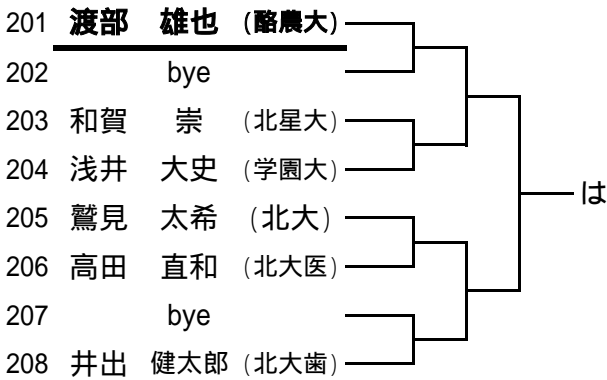 201 渡部 雄也 (酪農大)
202 bye
203 和賀 崇 (北星大)
204 浅井 大史 (学園大)
は
205 鷲見 太希 (北大)
206 高田 直和 (北大医)
207 bye
208 井出 健太郎 (北大歯)